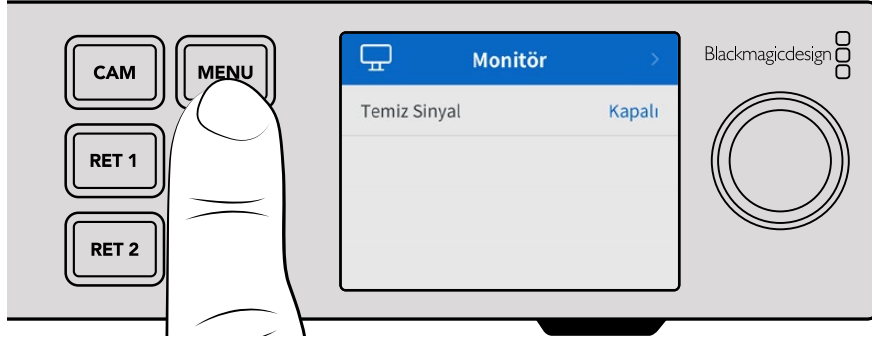 CAM
MENU
RET 1
RET 2
Monitör
Temiz Sinyal Kapalı
Blackmagicdesign